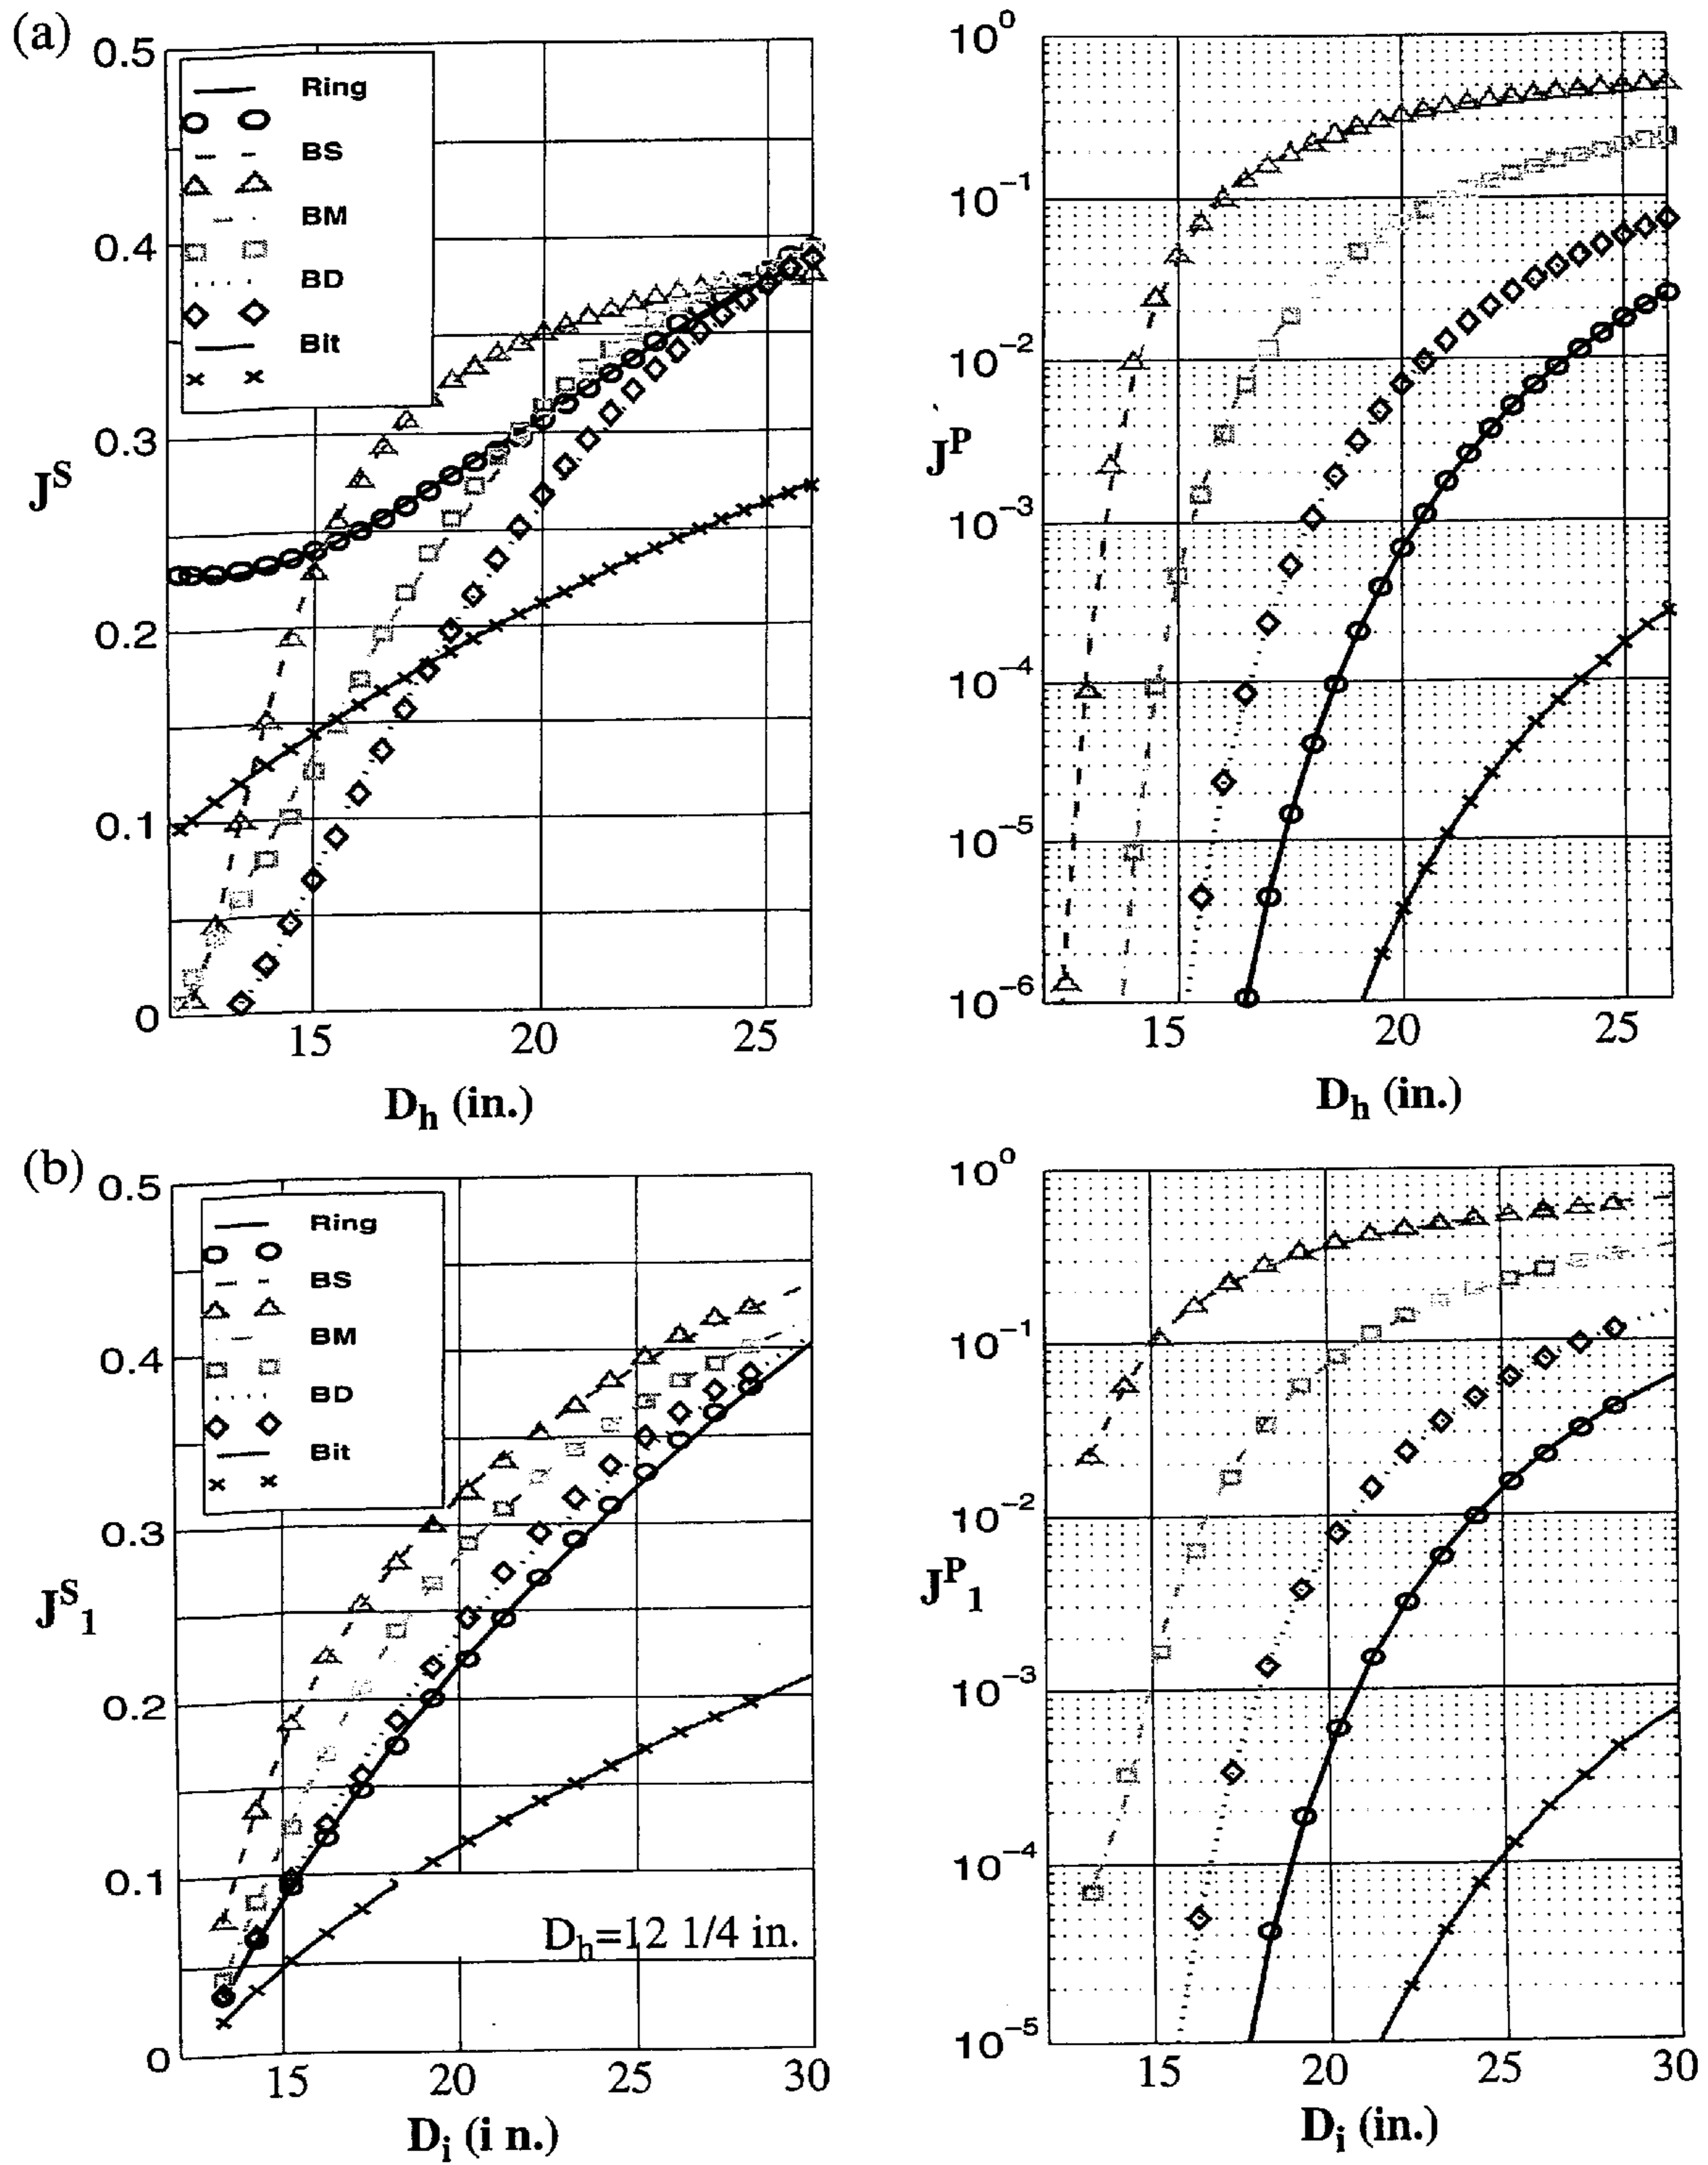 (a)
0.5
0.4
0.3
0.2
0.1
0
J^S
Ring
BS
BM
BD
Bit
15 20 25
D_h (in.)
10^0
10^-1
10^-2
10^-3
10^-4
10^-5
10^-6
J^P
15 20 25
D_h (in.)
(b)
0.5
0.4
0.3
0.2
0.1
0
J^S_1
Ring
BS
BM
BD
Bit
D_h=12 1/4 in.
15 20 25 30
D_i (i n.)
10^0
10^-1
10^-2
10^-3
10^-4
10^-5
J^P_1
15 20 25 30
D_i (in.)